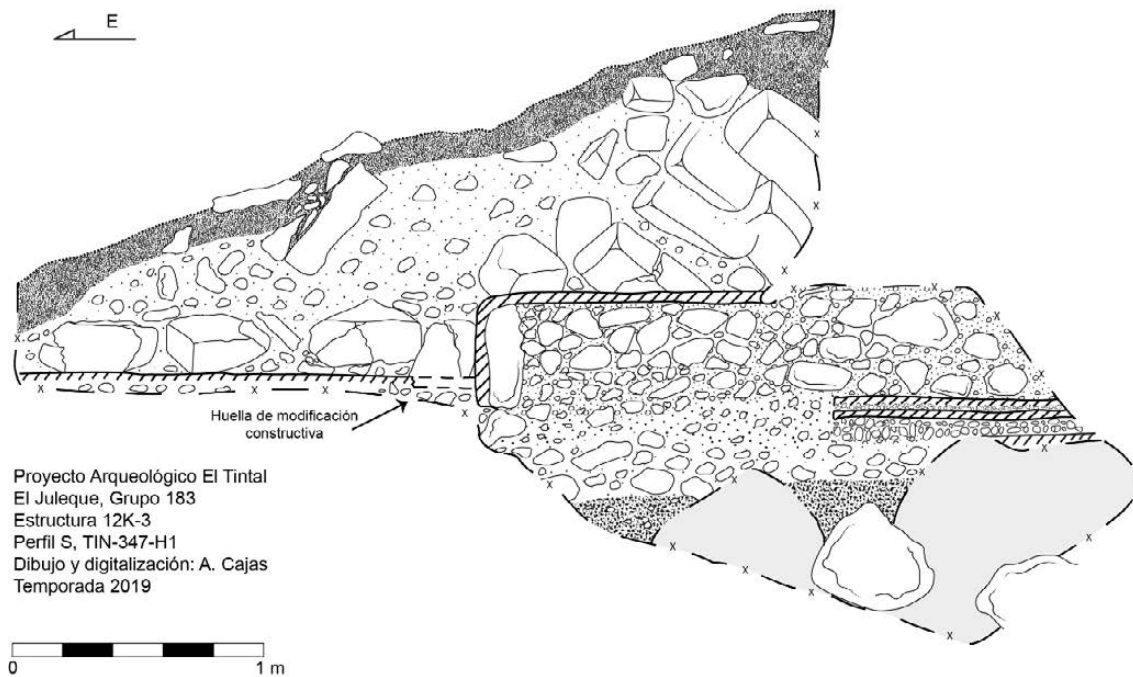 E
Huella de modificación
constructiva
Proyecto Arqueológico El Tintal
El Juleque, Grupo 183
Estructura 12K-3
Perfil S, TIN-347-H1
Dibujo y digitalización: A. Cajas
Temporada 2019
0 1 m